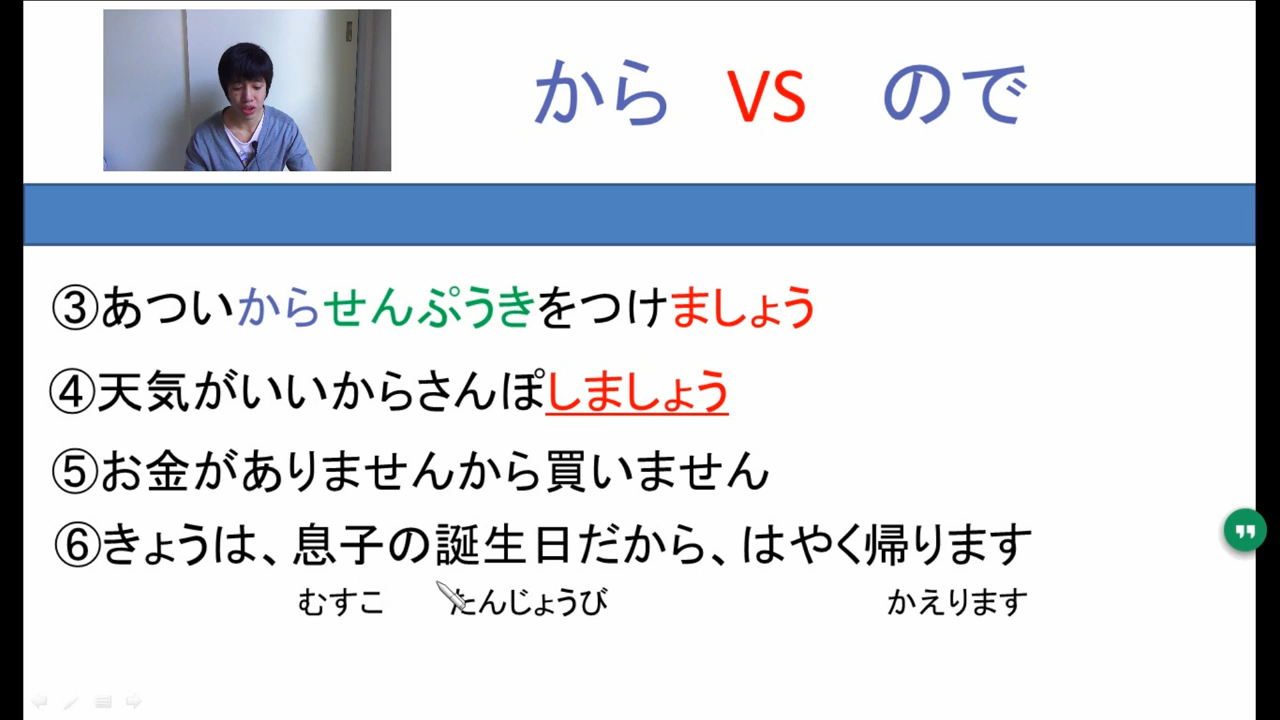 から VS ので
③あついからせんぷうきをつけましょう
④天気がいいからさんぽしましょう
⑤お金がありませんから買いません
⑥きょうは、息子の誕生日だから、はやく帰ります
むすこ たんじょうび かえります